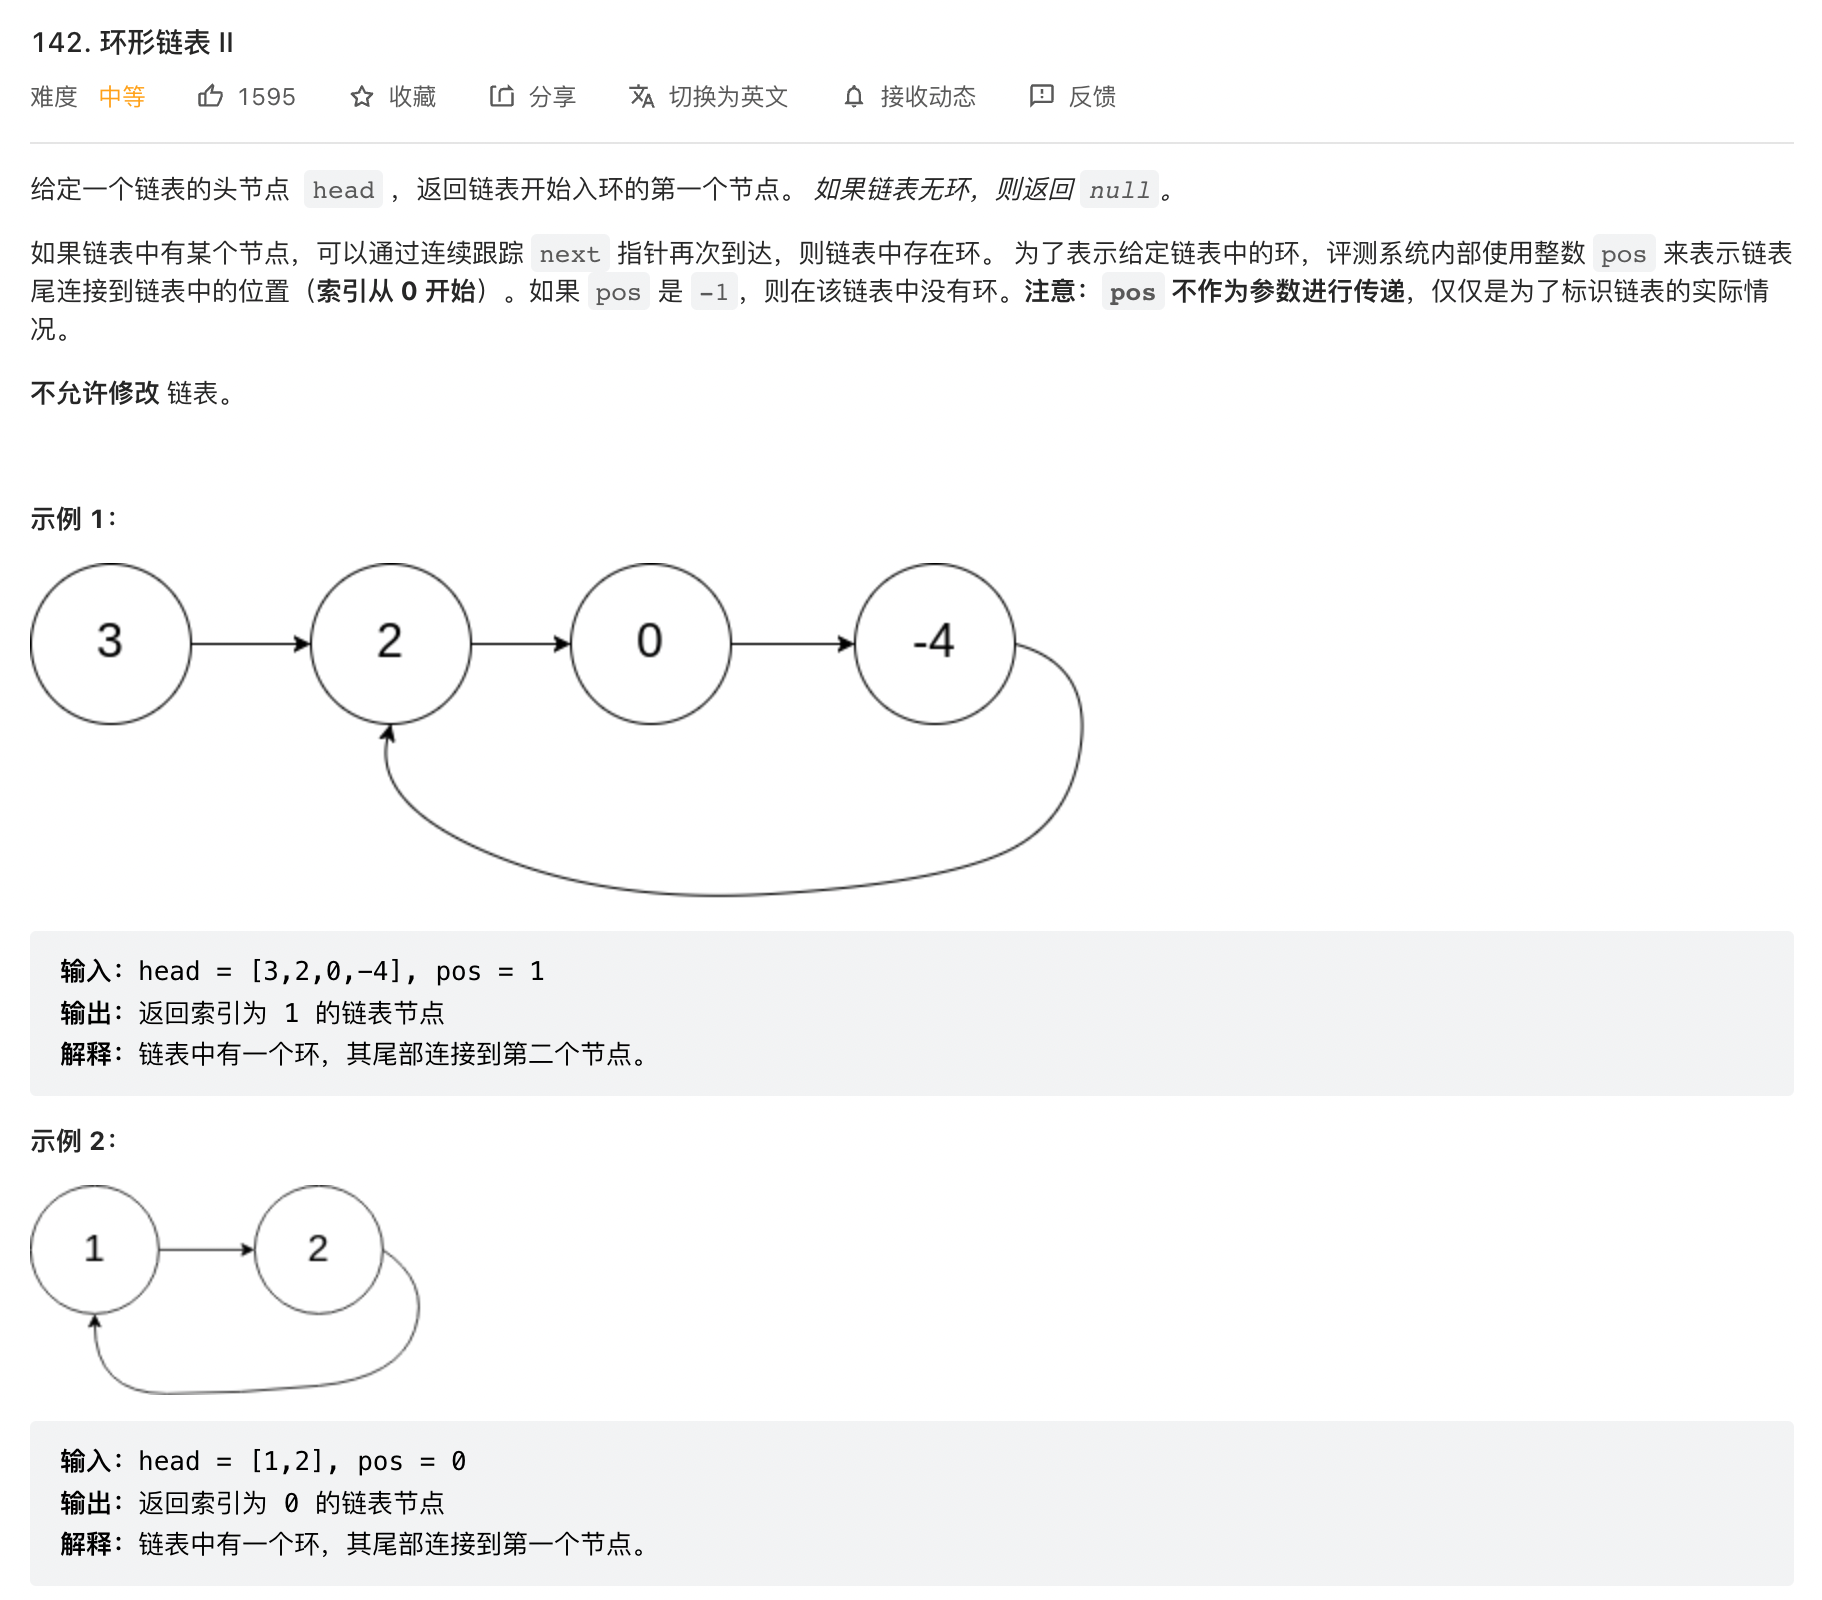 142. 环形链表 II
难度 中等 1595 收藏 分享 切换为英文 接收动态 反馈
给定一个链表的头节点 head ，返回链表开始入环的第一个节点。 如果链表无环，则返回 null。
如果链表中有某个节点，可以通过连续跟踪 next 指针再次到达，则链表中存在环。 为了表示给定链表中的环，评测系统内部使用整数 pos 来表示链表
尾连接到链表中的位置（索引从 0 开始）。如果 pos 是 -1，则在该链表中没有环。注意：pos 不作为参数进行传递，仅仅是为了标识链表的实际情
况。
不允许修改 链表。
示例 1：
3 2 0 -4
输入：head = [3,2,0,-4], pos = 1
输出：返回索引为 1 的链表节点
解释：链表中有一个环，其尾部连接到第二个节点。
示例 2：
1 2
输入：head = [1,2], pos = 0
输出：返回索引为 0 的链表节点
解释：链表中有一个环，其尾部连接到第一个节点。